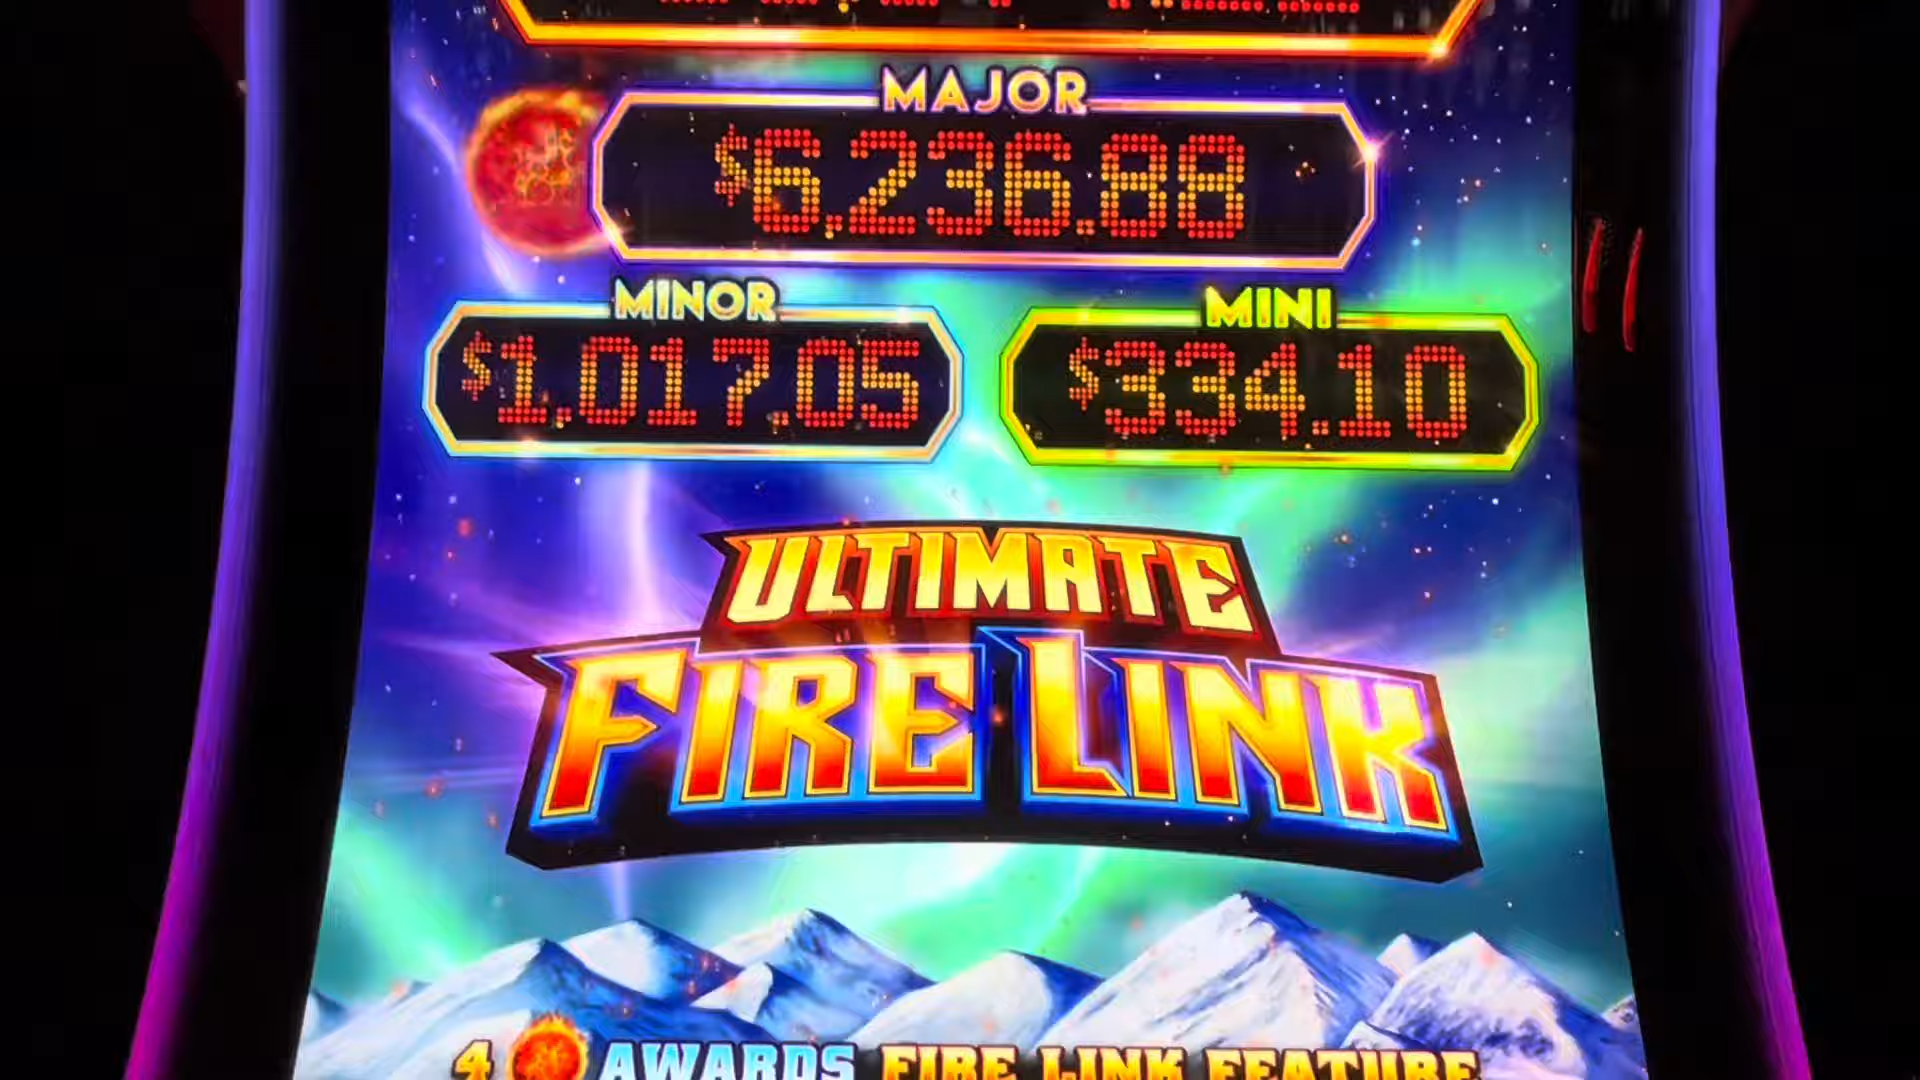 MAJOR
$6,236.88
MINOR
MINI
$1,017.05
$334.10
ULTIMATE
FIRE LINK
4 AWARDS FIRE LINK FEATURE